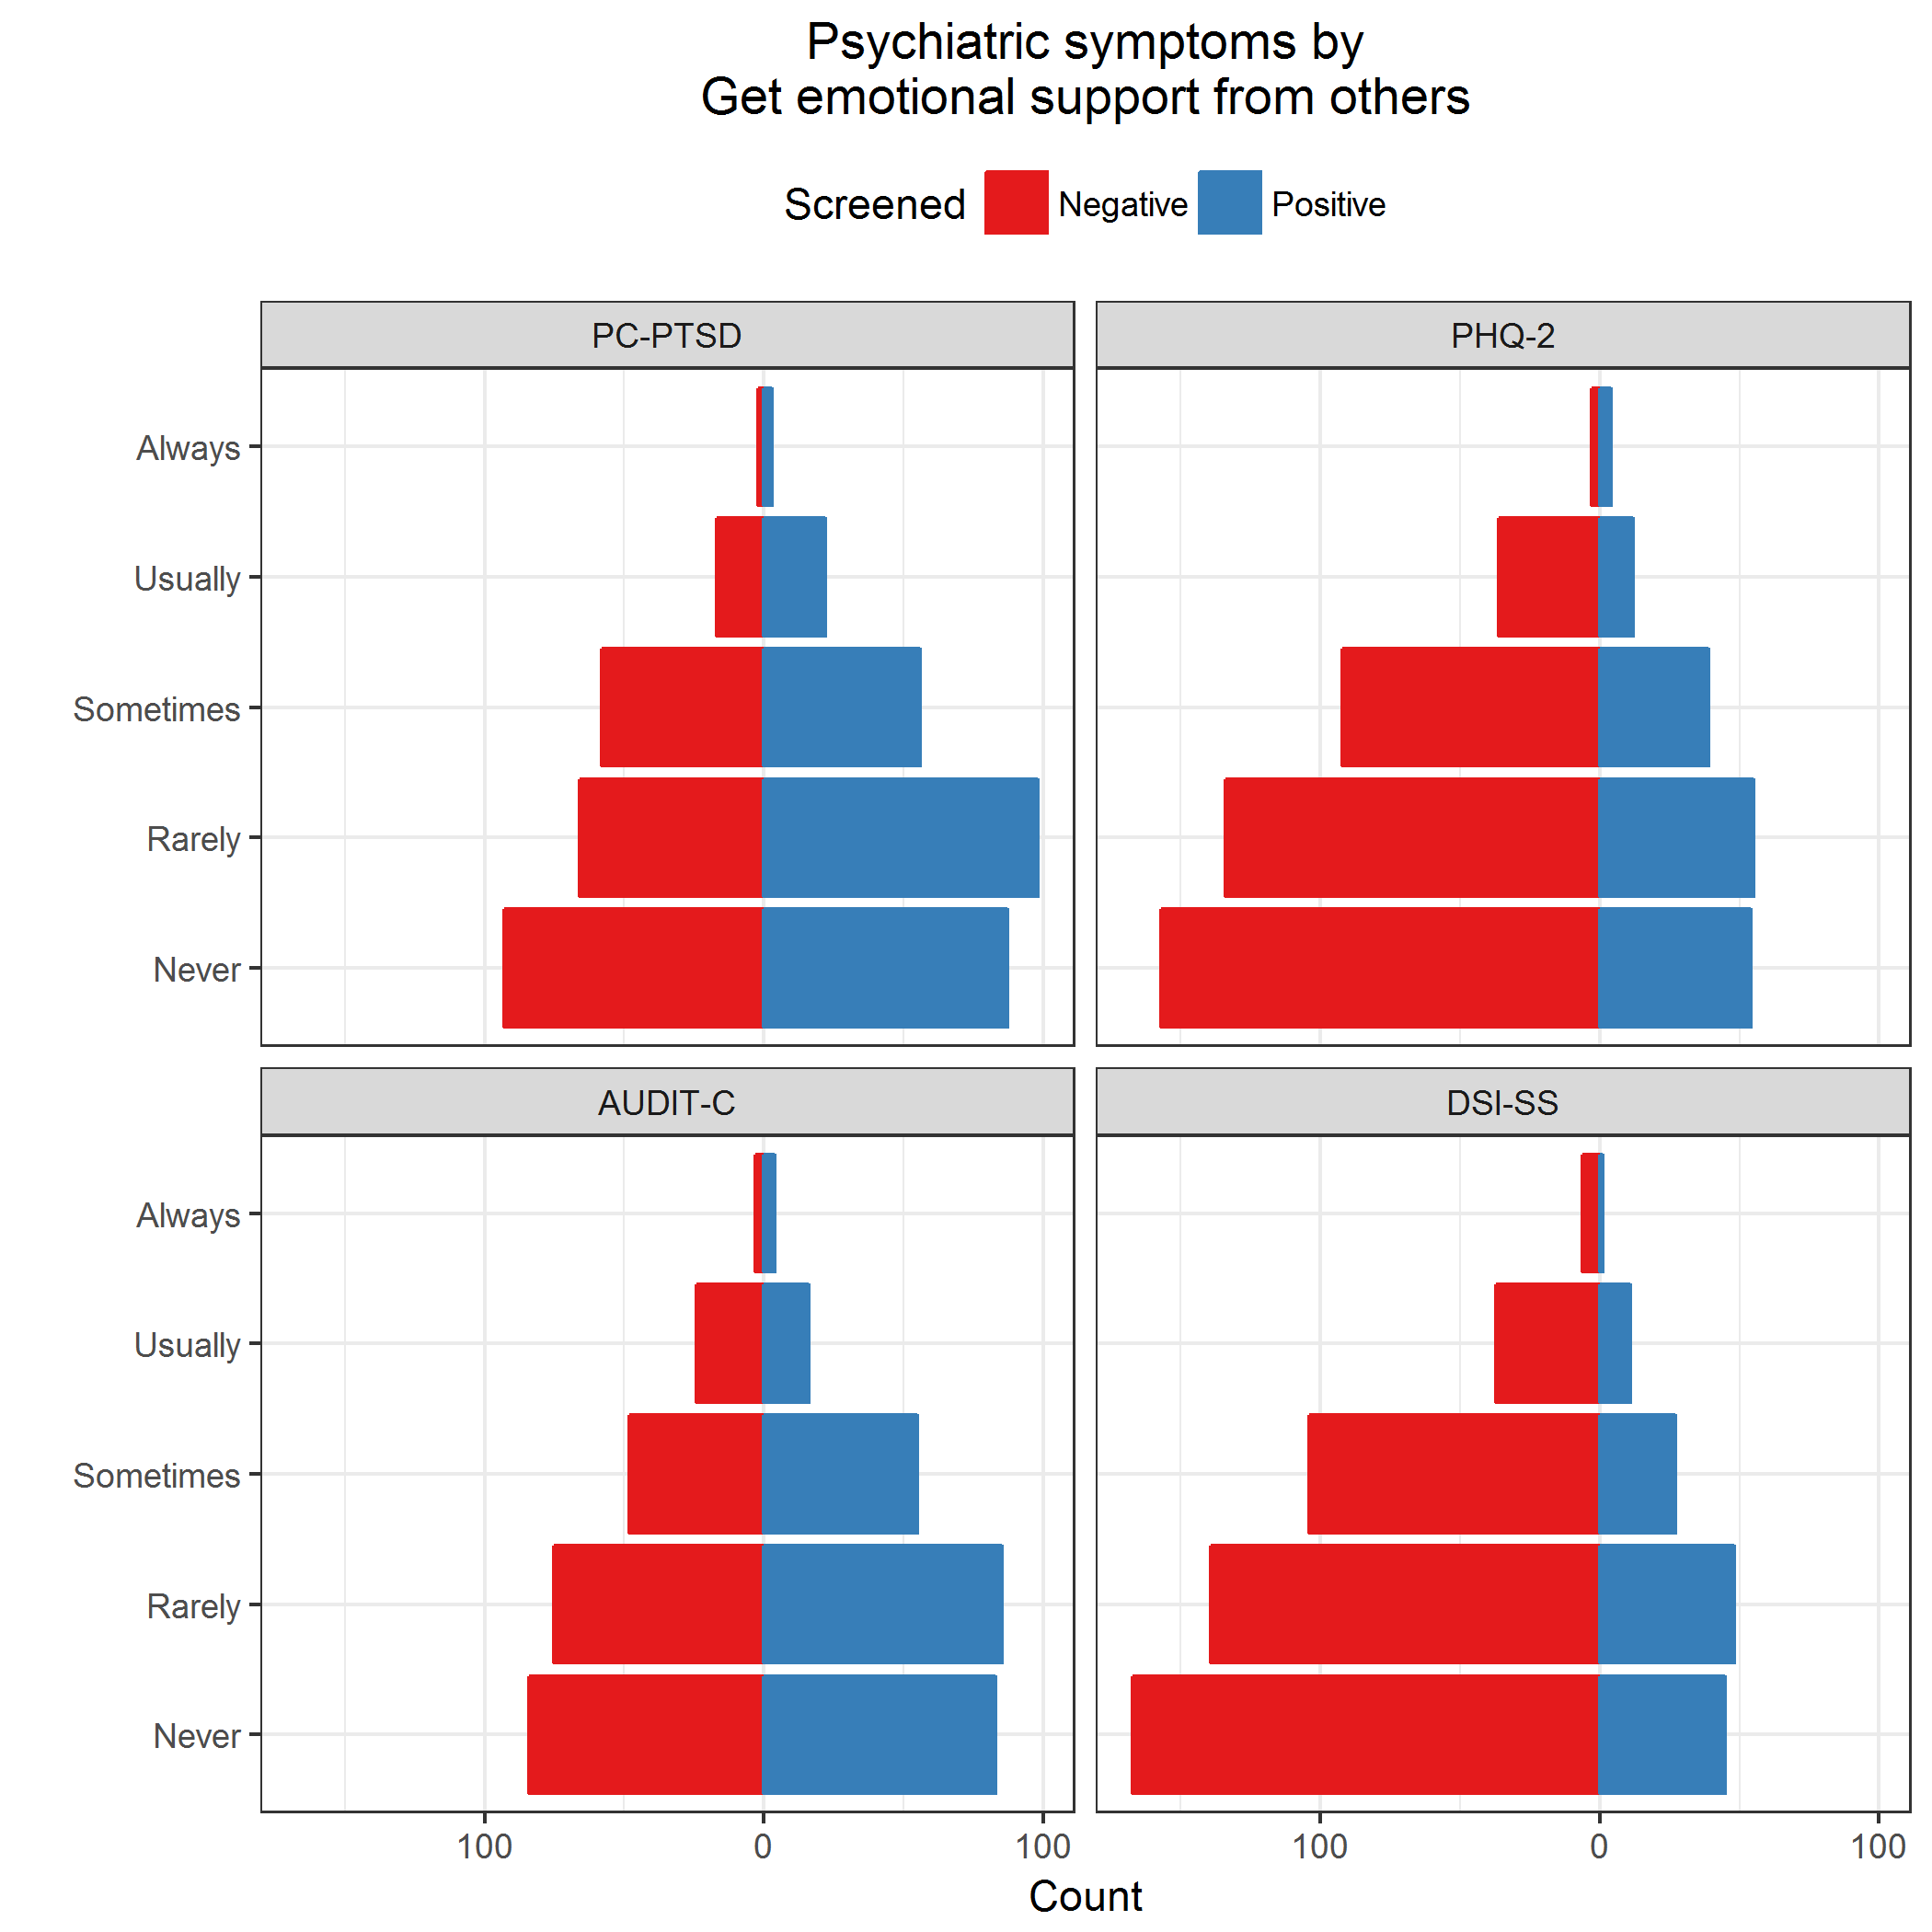 Psychiatric symptoms by
Get emotional support from others
Screened Negative Positive
PC-PTSD PHQ-2
Always
Usually
Sometimes
Rarely
Never
AUDIT-C DSI-SS
Always
Usually
Sometimes
Rarely
Never
100 0 100 100 0 100
Count